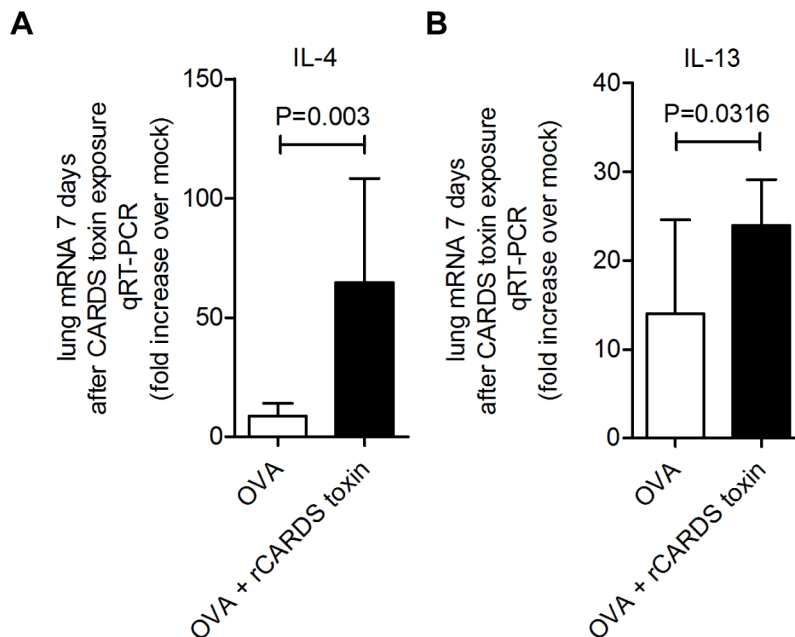 A
IL-4
lung mRNA 7 days
after CARDS toxin exposure
qRT-PCR
(fold increase over mock)
150
100
50
0
P=0.003
OVA
OVA + rCARDS toxin
B
IL-13
lung mRNA 7 days
after CARDS toxin exposure
qRT-PCR
(fold increase over mock)
40
30
20
10
0
P=0.0316
OVA
OVA + rCARDS toxin